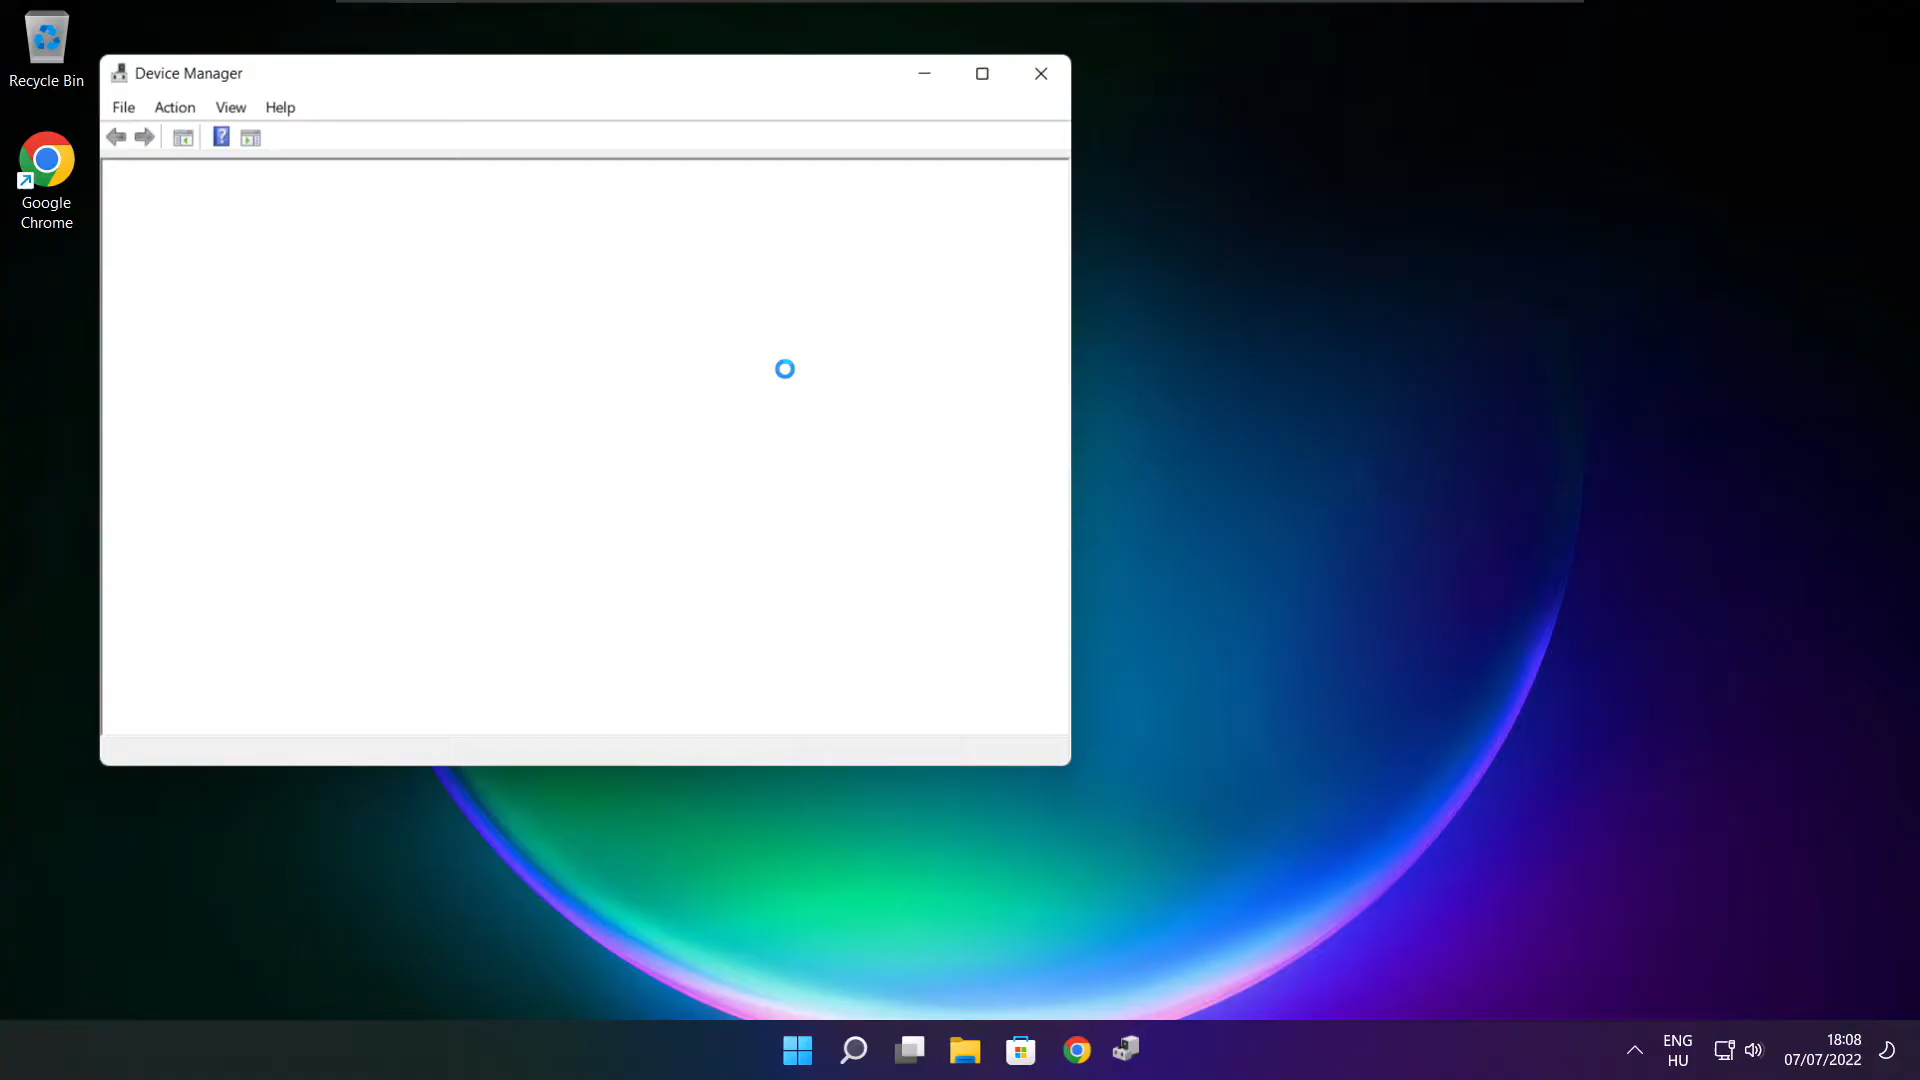 Recycle Bin
Google
Chrome
Device Manager
File Action View Help
?
ENG
HU
18:08
07/07/2022